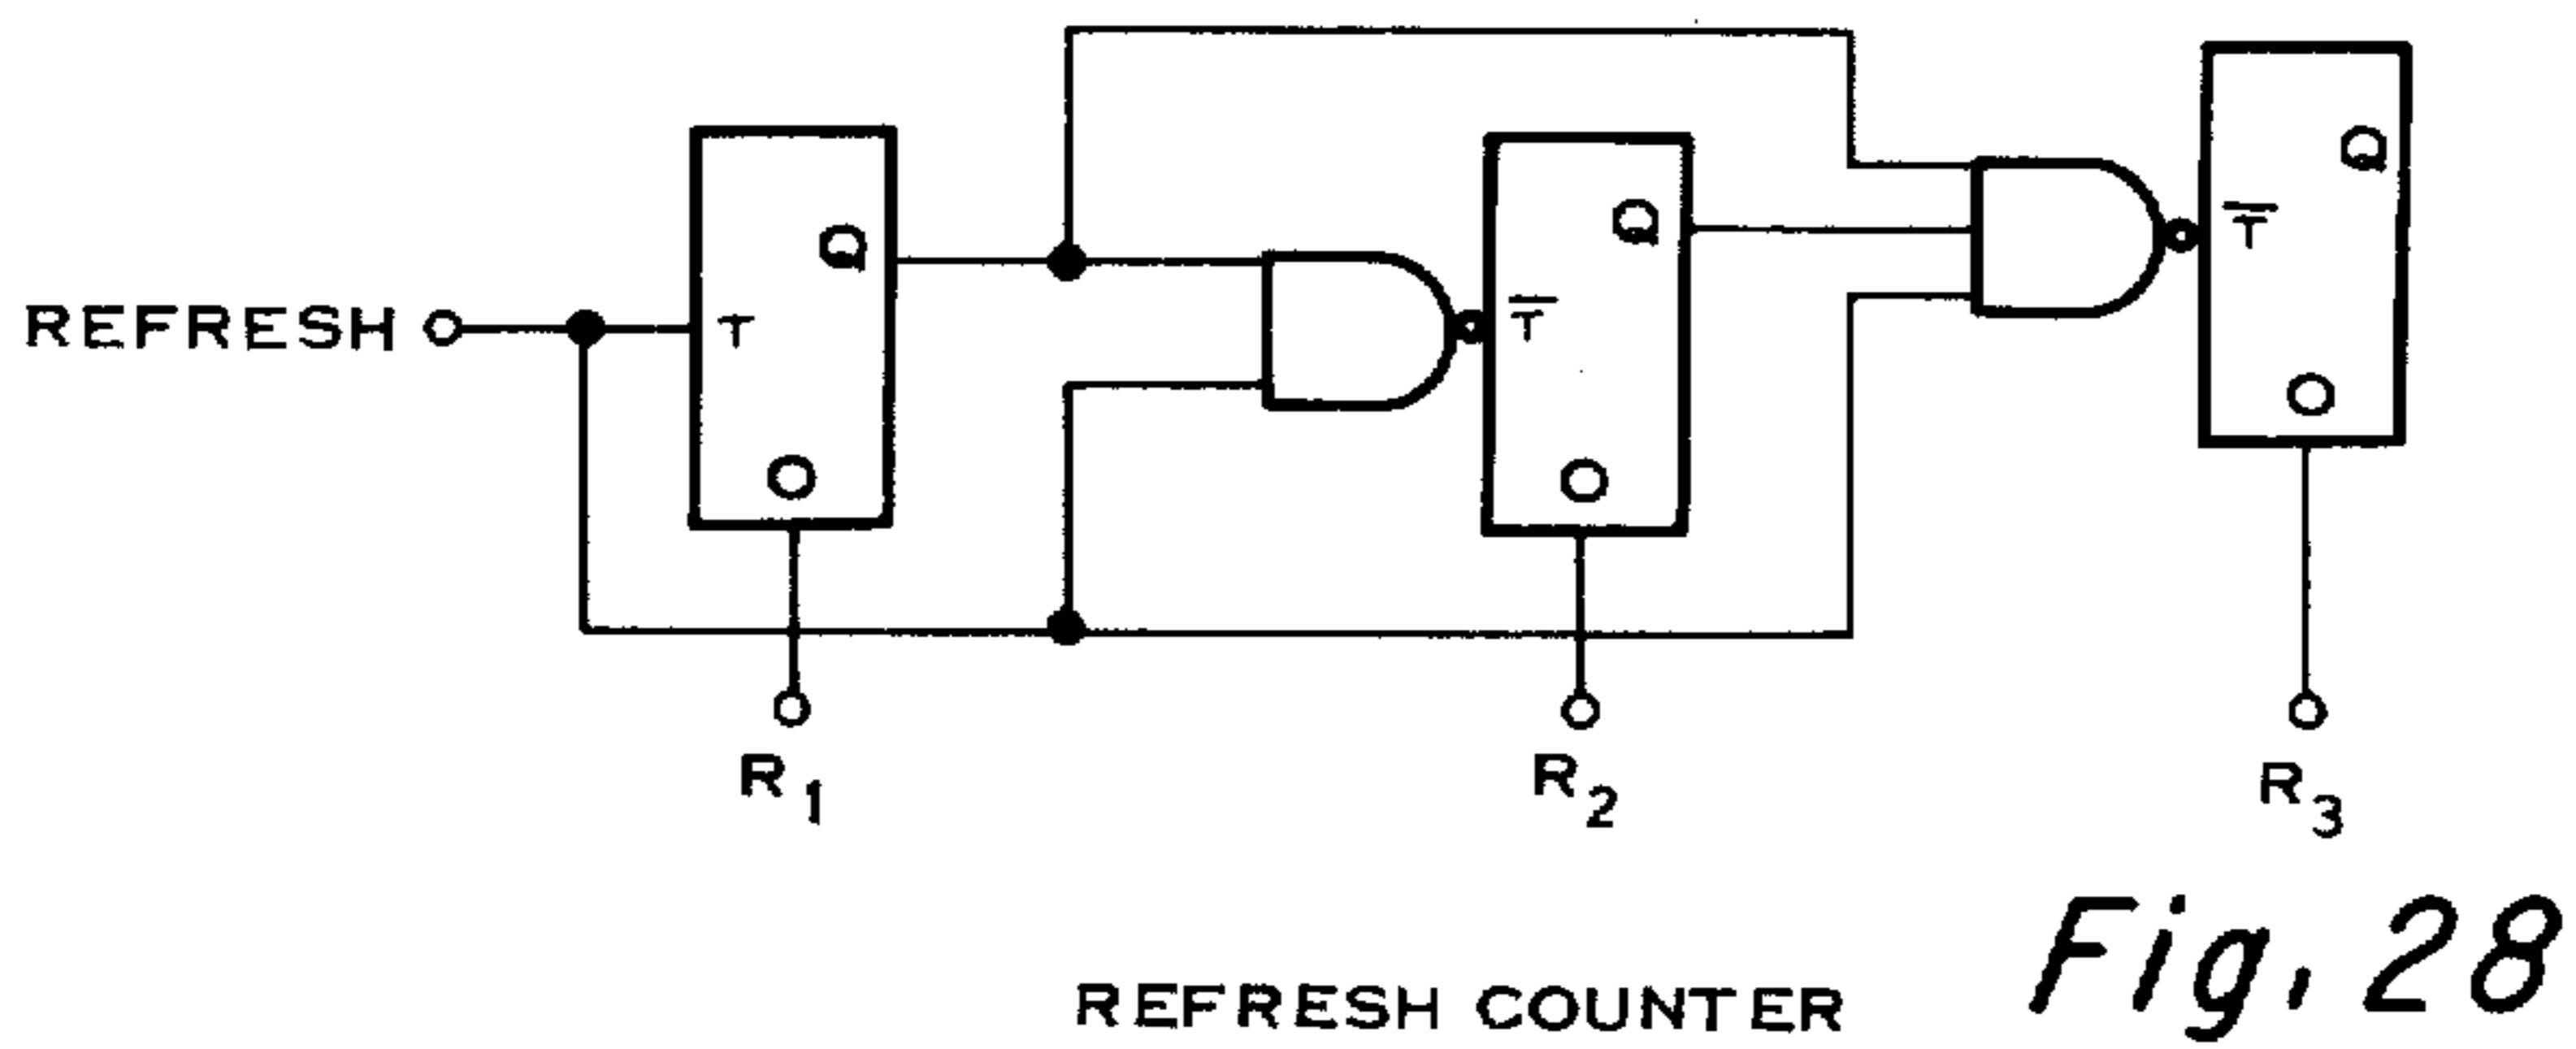 REFRESH
T
Q
O
R1
T̅
Q
O
R2
T̅
Q
O
R3
REFRESH COUNTER
Fig. 28